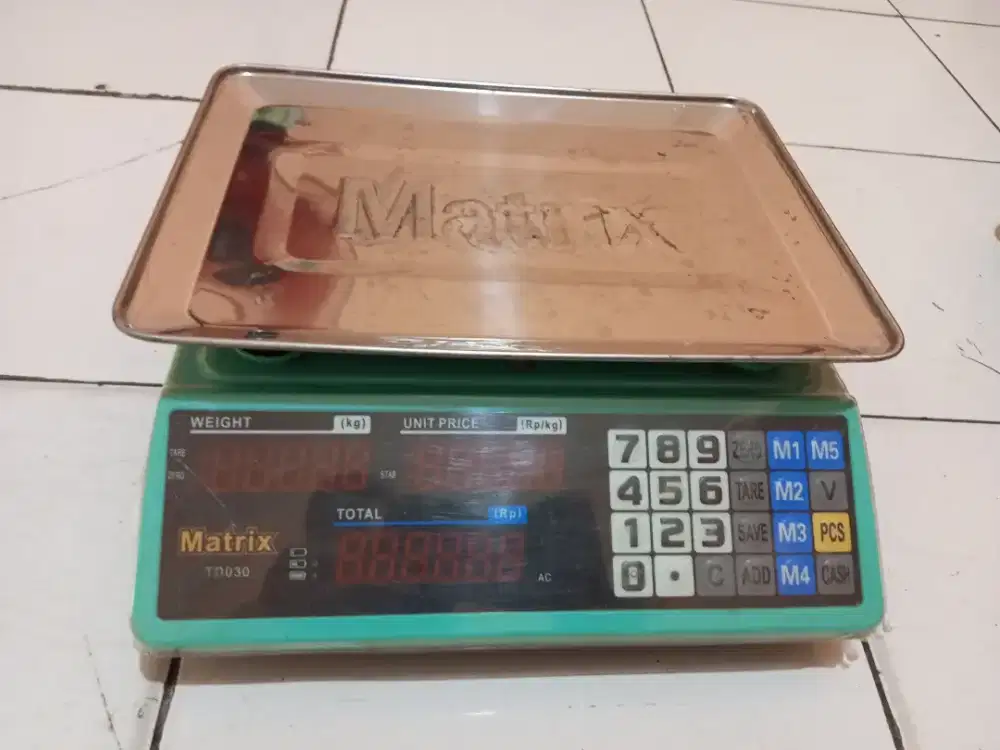 Matrix
WEIGHT (kg) UNIT PRICE (Rp/kg)
TARE
ZERO STAB
TOTAL (Rp)
Matrix
TD030
AC
7 8 9 ZERO M1 M5
4 5 6 TARE M2 V
1 2 3 SAVE M3 PCS
0 . C ADD M4 CASH